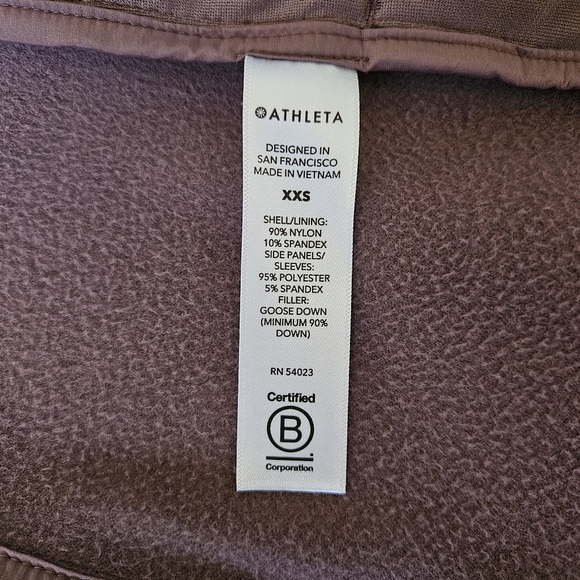 ATHLETA
DESIGNED IN
SAN FRANCISCO
MADE IN VIETNAM
XXS
SHELL/LINING:
90% NYLON
10% SPANDEX
SIDE PANELS/
SLEEVES:
95% POLYESTER
5% SPANDEX
FILLER:
GOOSE DOWN
(MINIMUM 90%
DOWN)
RN 54023
Certified
B
Corporation